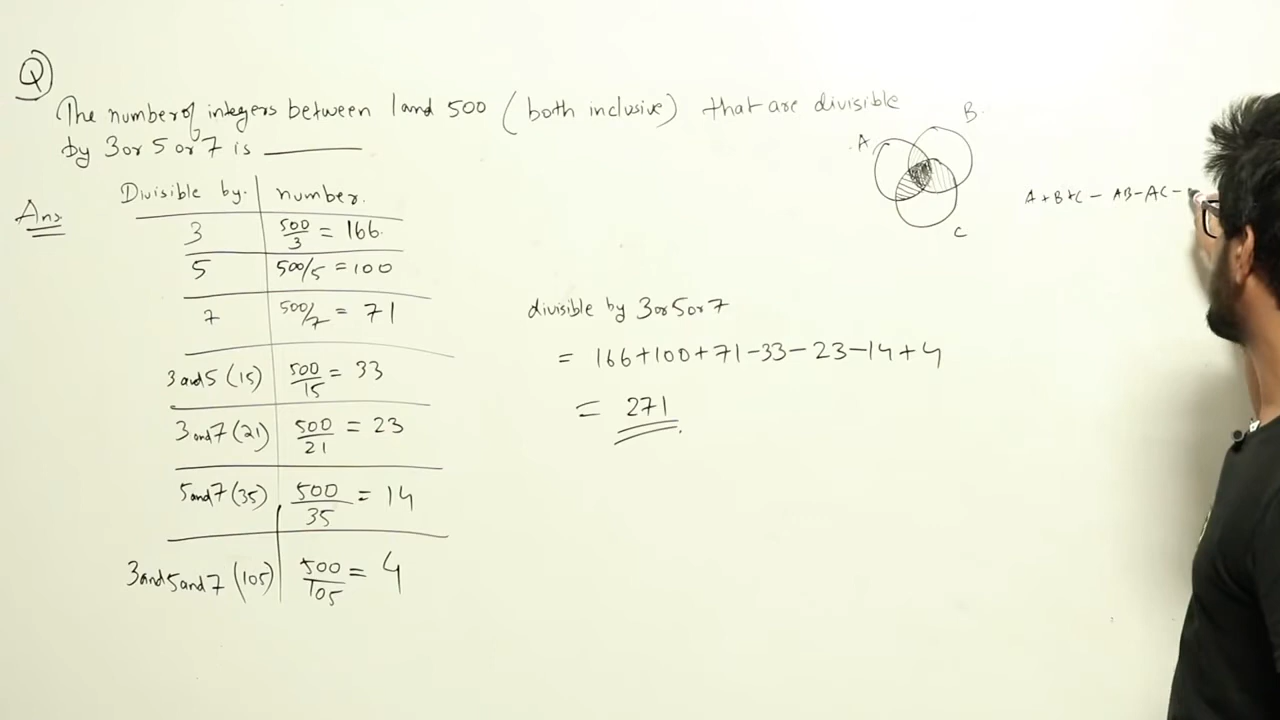 Q)
The number of integers between 1 and 500 (both inclusive) that are divisible
by 3 or 5 or 7 is ______
Ans
Divisible by. number.
3 500/3 = 166.
5 500/5 = 100
7 500/7 = 71
3 and 5 (15) 500/15 = 33
3 and 7 (21) 500/21 = 23
5 and 7 (35) 500/35 = 14
3 and 5 and 7 (105) 500/105 = 4
divisible by 3 or 5 or 7
= 166+100+71-33-23-14+4
= 271
A
B
C
A+B+C - AB-AC-